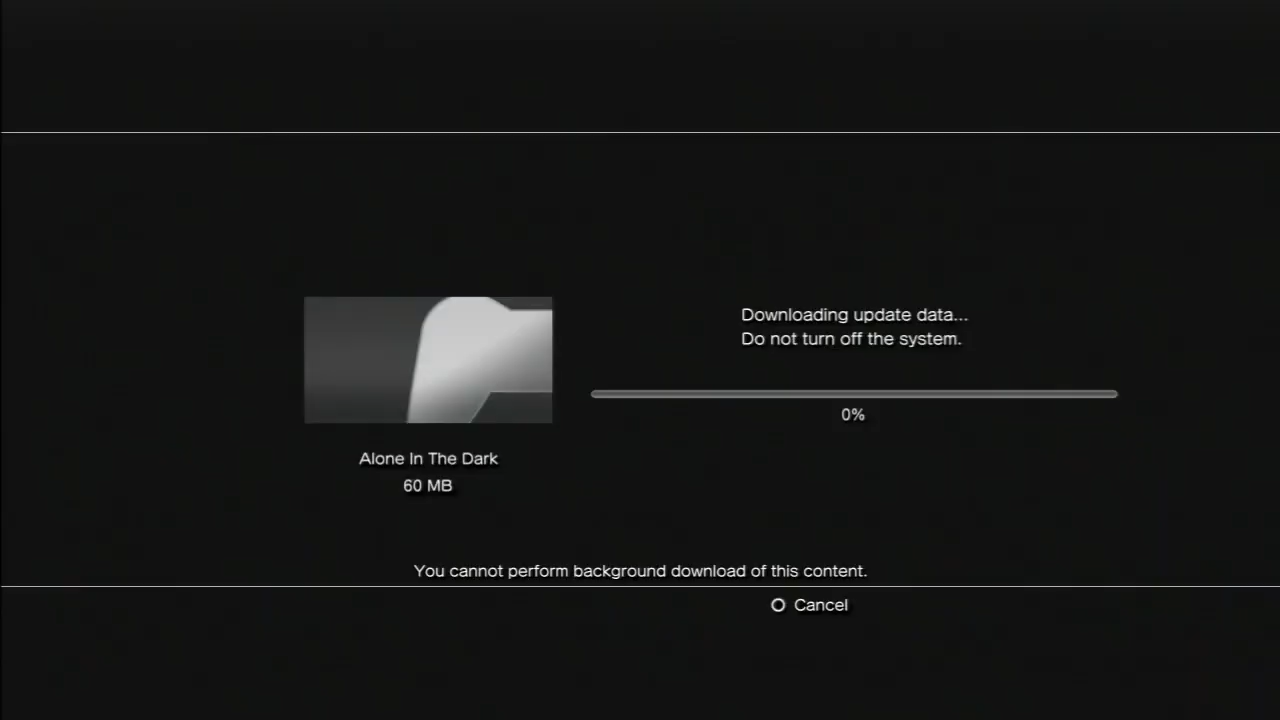 Downloading update data...
Do not turn off the system.
0%
Alone In The Dark
60 MB
You cannot perform background download of this content.
Cancel